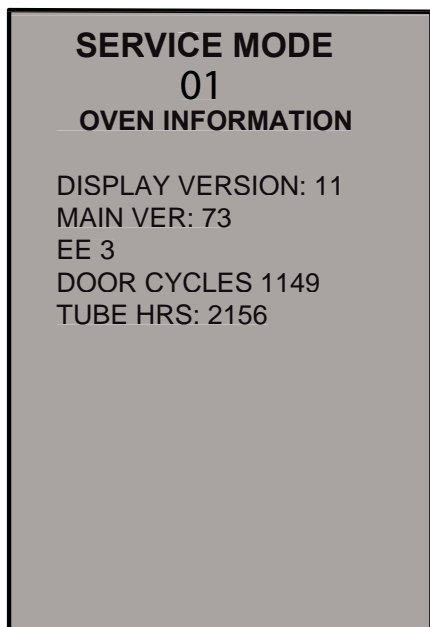 SERVICE MODE
01
OVEN INFORMATION
DISPLAY VERSION: 11
MAIN VER: 73
EE 3
DOOR CYCLES 1149
TUBE HRS: 2156